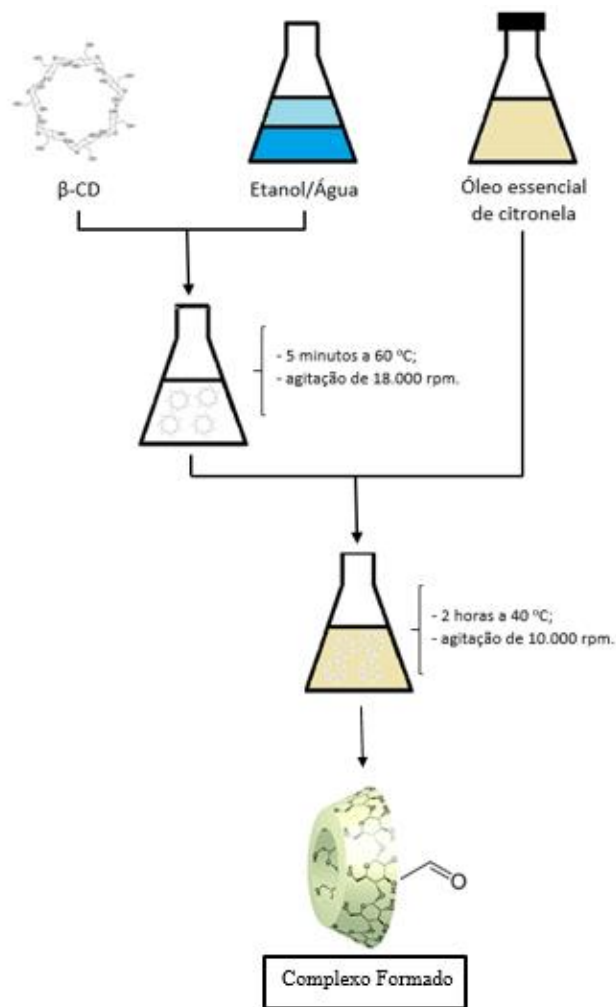 β-CD
Etanol/Água
Óleo essencial
de citronela
- 5 minutos a 60 ºC;
- agitação de 18.000 rpm.
- 2 horas a 40 ºC;
- agitação de 10.000 rpm.
O
Complexo Formado